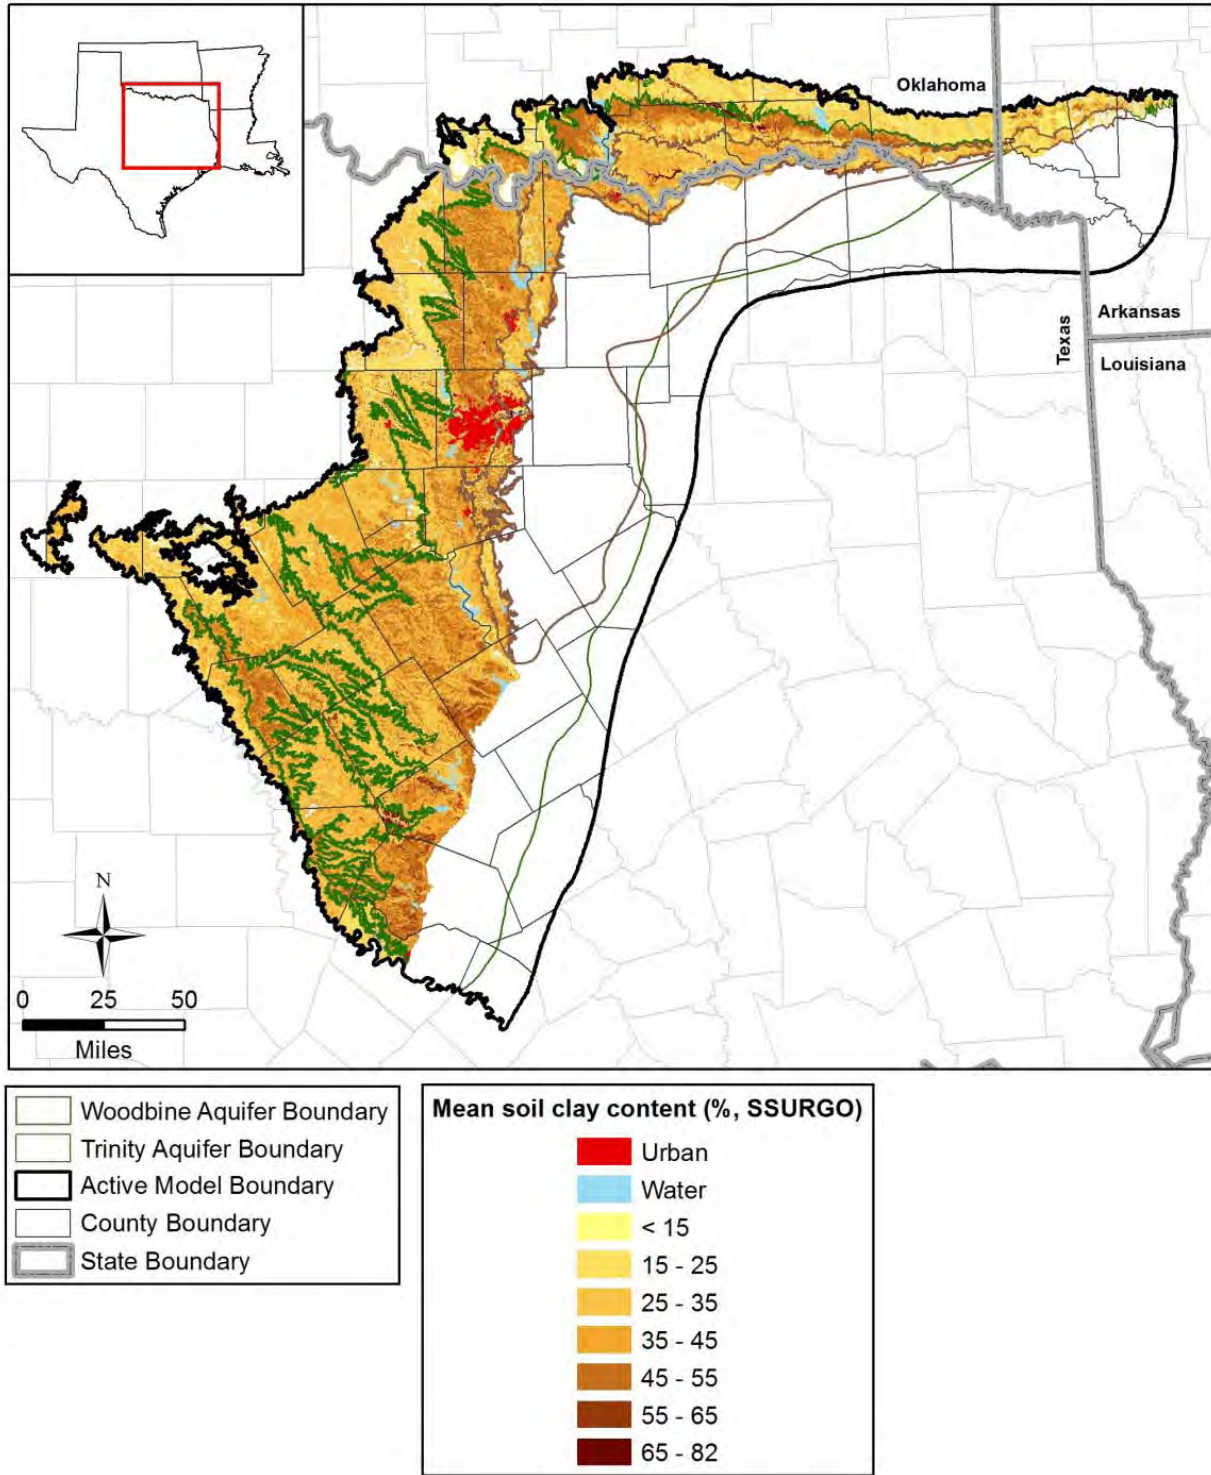 Oklahoma
Arkansas
Texas
Louisiana
N
0 25 50
Miles
Woodbine Aquifer Boundary
Trinity Aquifer Boundary
Active Model Boundary
County Boundary
State Boundary
Mean soil clay content (%, SSURGO)
Urban
Water
< 15
15 - 25
25 - 35
35 - 45
45 - 55
55 - 65
65 - 82